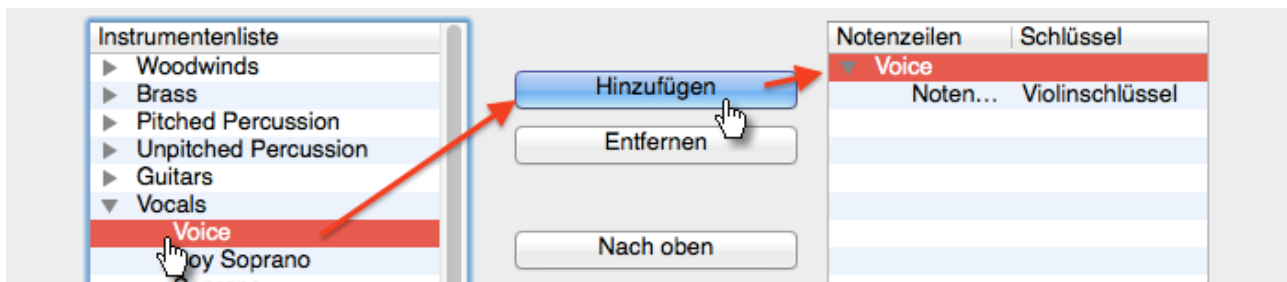 Instrumentenliste
Woodwinds
Brass
Pitched Percussion
Unpitched Percussion
Guitars
Vocals
Voice
oy Soprano
Hinzufügen
Entfernen
Nach oben
Notenzeilen Schlüssel
Voice
Noten... Violinschlüssel